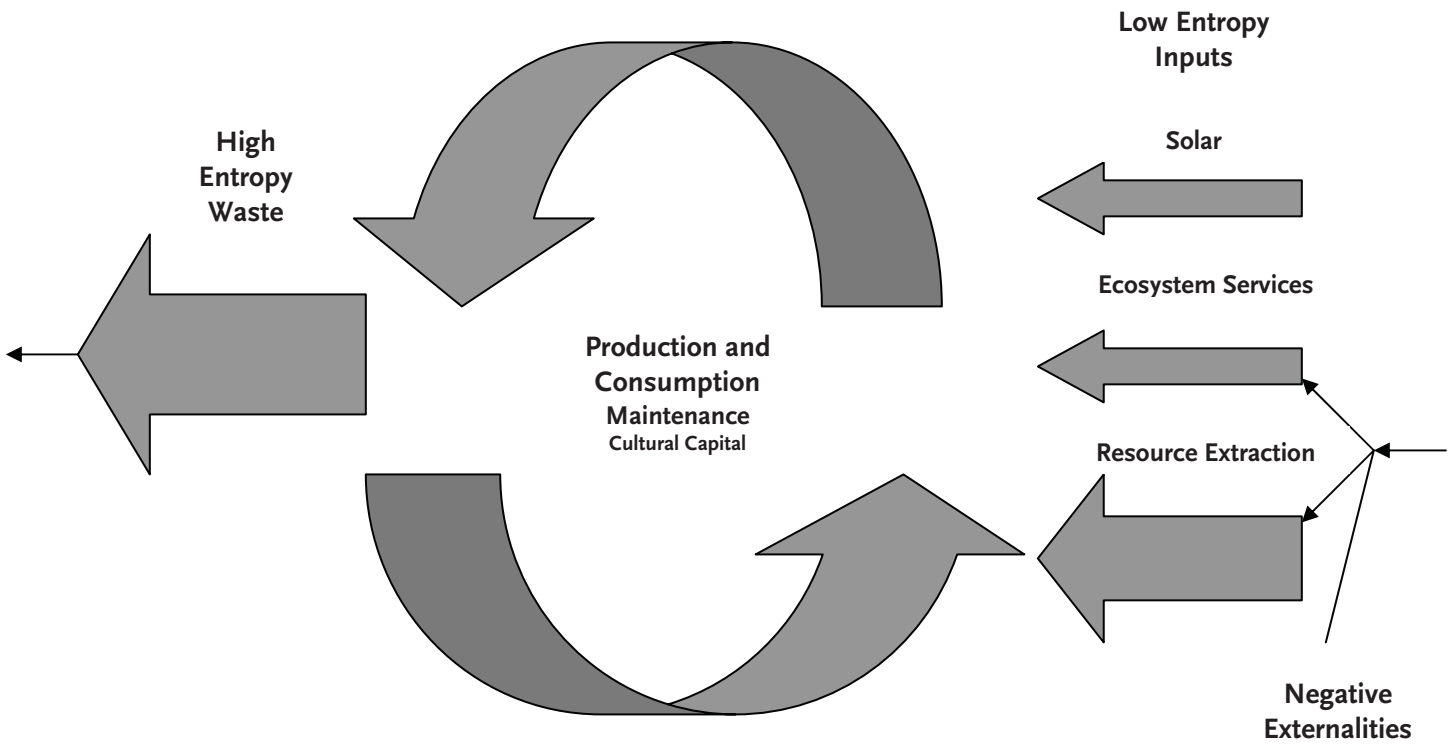 Low Entropy
Inputs
High
Entropy
Waste
Solar
Ecosystem Services
Production and
Consumption
Maintenance
Cultural Capital
Resource Extraction
Negative
Externalities